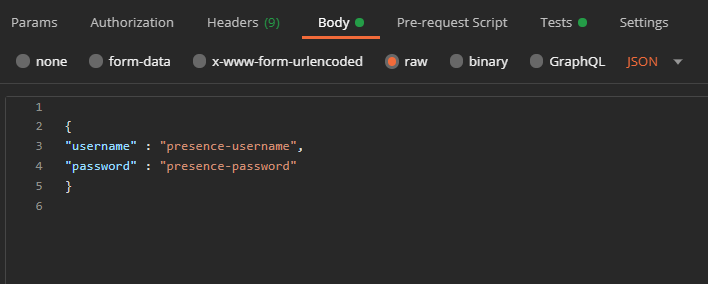 Params Authorization Headers (9) Body Pre-request Script Tests Settings
none form-data x-www-form-urlencoded raw binary GraphQL JSON
1
2 {
3 "username" : "presence-username",
4 "password" : "presence-password"
5 }
6